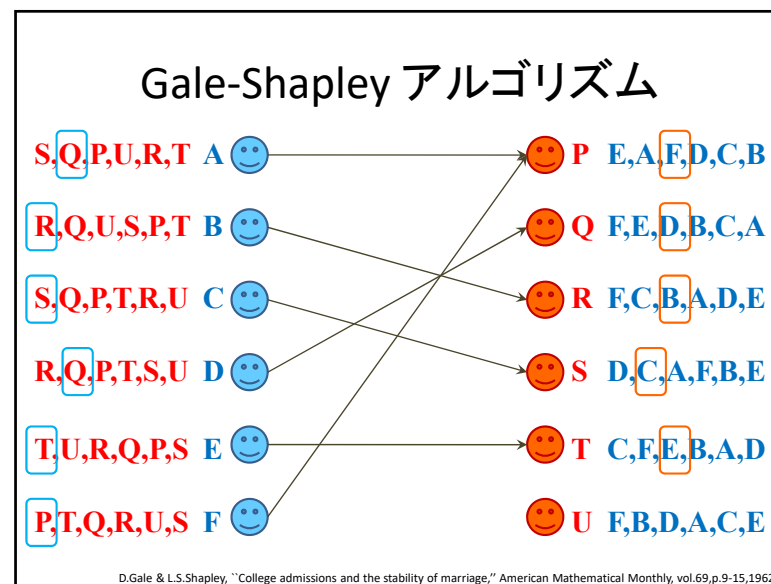 Gale-Shapley アルゴリズム
S,Q,P,U,R,T A P E,A,F,D,C,B
R,Q,U,S,P,T B Q F,E,D,B,C,A
S,Q,P,T,R,U C R F,C,B,A,D,E
R,Q,P,T,S,U D S D,C,A,F,B,E
T,U,R,Q,P,S E T C,F,E,B,A,D
P,T,Q,R,U,S F U F,B,D,A,C,E
D.Gale & L.S.Shapley, ``College admissions and the stability of marriage,’’ American Mathematical Monthly, vol.69,p.9-15,1962